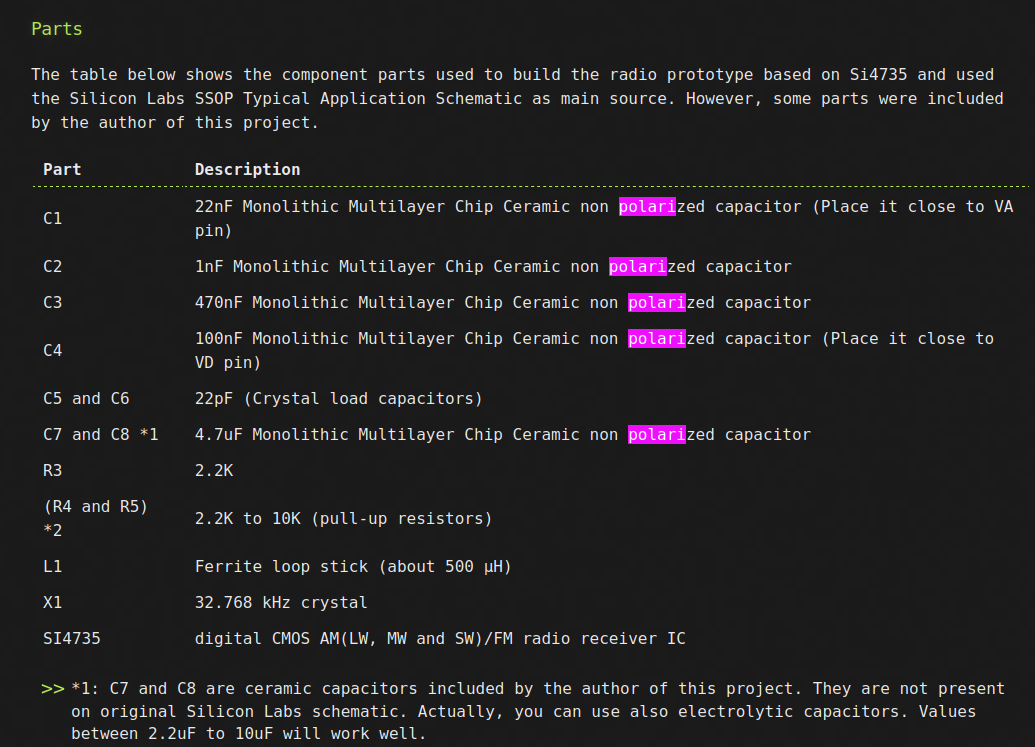 Parts
The table below shows the component parts used to build the radio prototype based on Si4735 and used
the Silicon Labs SSOP Typical Application Schematic as main source. However, some parts were included
by the author of this project.
Part Description
C1 22nF Monolithic Multilayer Chip Ceramic non polarized capacitor (Place it close to VA
pin)
C2 1nF Monolithic Multilayer Chip Ceramic non polarized capacitor
C3 470nF Monolithic Multilayer Chip Ceramic non polarized capacitor
C4 100nF Monolithic Multilayer Chip Ceramic non polarized capacitor (Place it close to
VD pin)
C5 and C6 22pF (Crystal load capacitors)
C7 and C8 *1 4.7uF Monolithic Multilayer Chip Ceramic non polarized capacitor
R3 2.2K
(R4 and R5)
*2 2.2K to 10K (pull-up resistors)
L1 Ferrite loop stick (about 500 µH)
X1 32.768 kHz crystal
SI4735 digital CMOS AM(LW, MW and SW)/FM radio receiver IC
>> *1: C7 and C8 are ceramic capacitors included by the author of this project. They are not present
on original Silicon Labs schematic. Actually, you can use also electrolytic capacitors. Values
between 2.2uF to 10uF will work well.